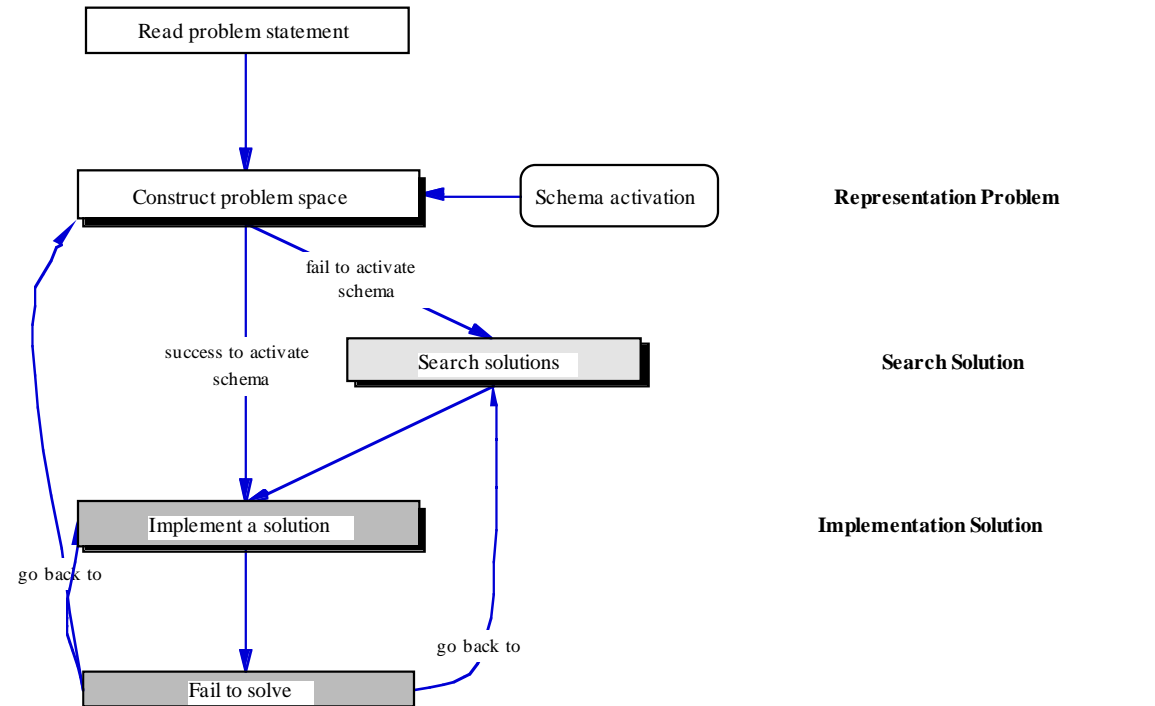 Read problem statement
Construct problem space
Schema activation
Representation Problem
fail to activate
schema
success to activate
schema
Search solutions
Search Solution
Implement a solution
Implementation Solution
go back to
go back to
Fail to solve